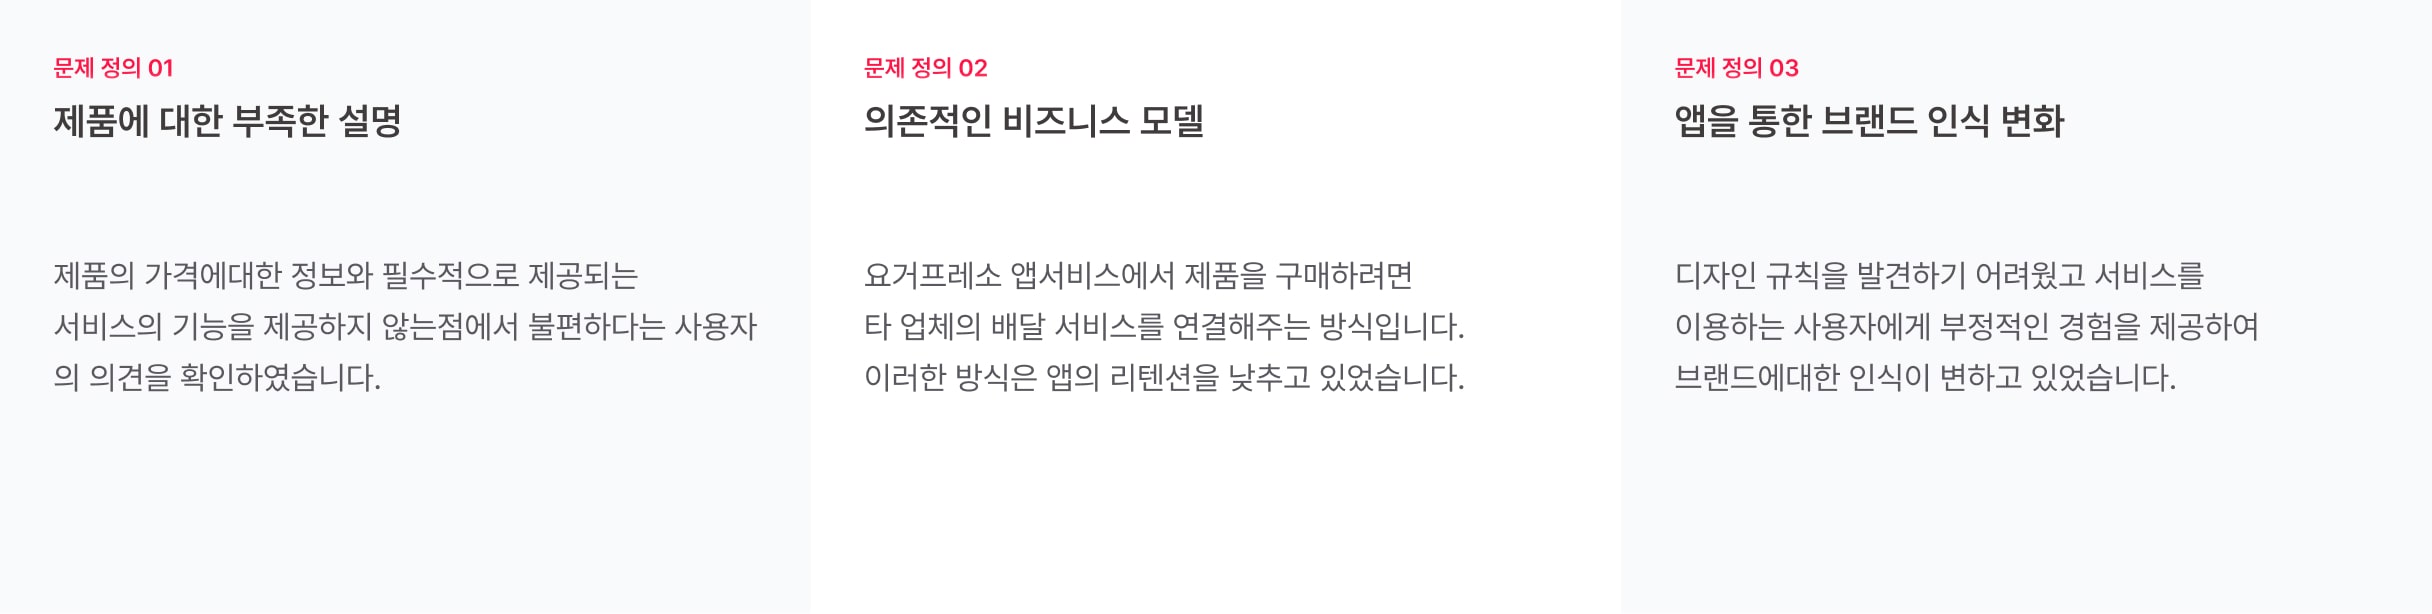 문제 정의 01
제품에 대한 부족한 설명
제품의 가격에대한 정보와 필수적으로 제공되는
서비스의 기능을 제공하지 않는점에서 불편하다는 사용자
의 의견을 확인하였습니다.
문제 정의 02
의존적인 비즈니스 모델
요거프레소 앱서비스에서 제품을 구매하려면
타 업체의 배달 서비스를 연결해주는 방식입니다.
이러한 방식은 앱의 리텐션을 낮추고 있었습니다.
문제 정의 03
앱을 통한 브랜드 인식 변화
디자인 규칙을 발견하기 어려웠고 서비스를
이용하는 사용자에게 부정적인 경험을 제공하여
브랜드에대한 인식이 변하고 있었습니다.